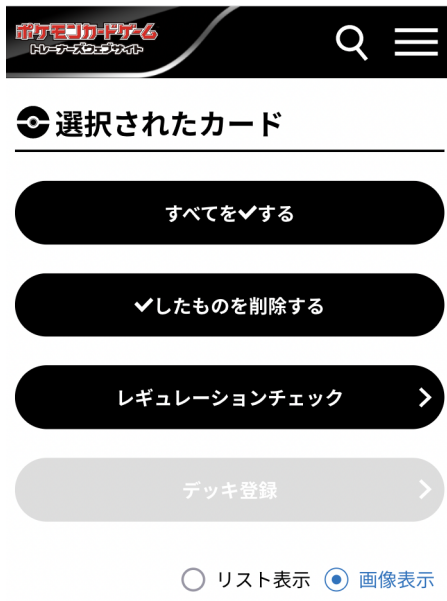 ポケモンカードゲーム
トレーナーズウェブサイト
選択されたカード
すべてを✓する
✓したものを削除する
レギュレーションチェック
デッキ登録
リスト表示 画像表示